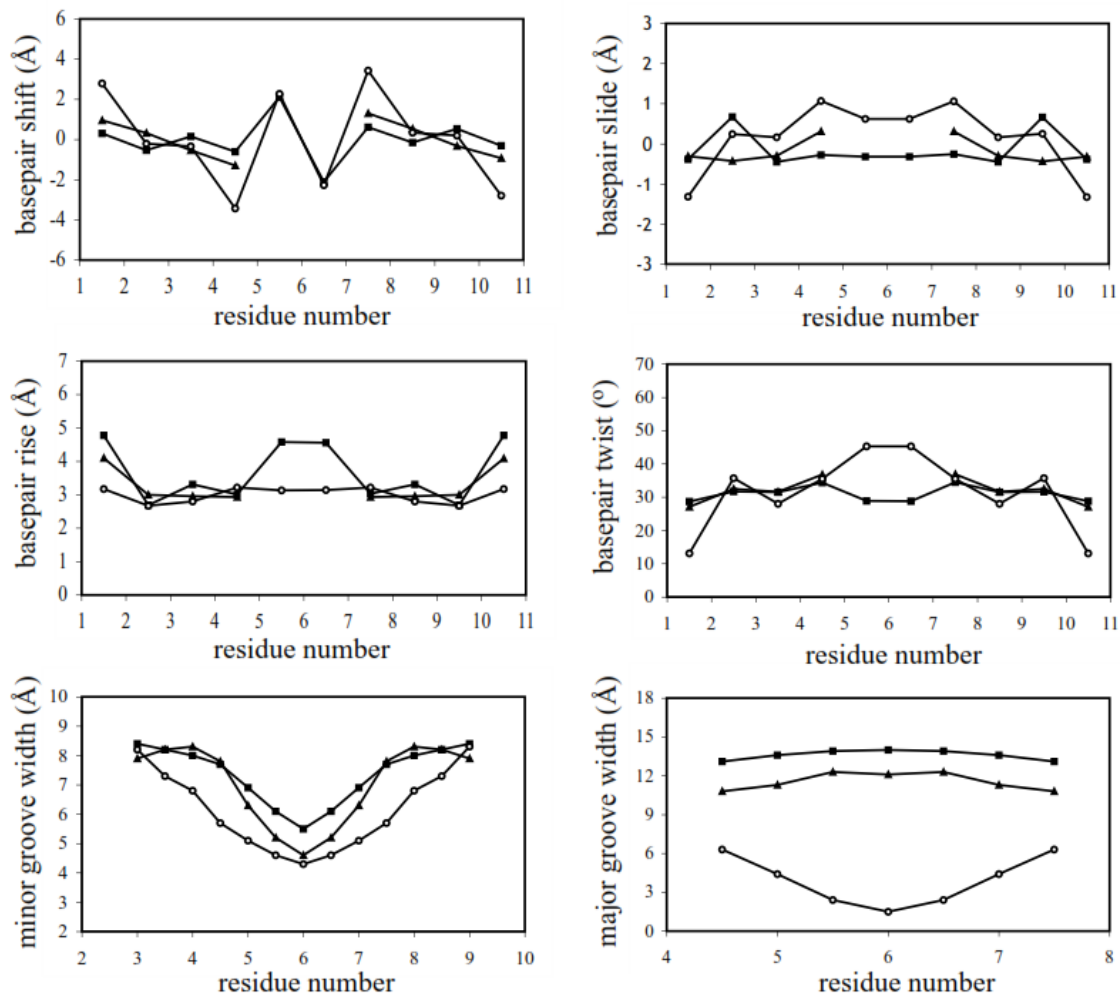 basepair shift (Å)
6
4
2
0
-2
-4
-6
1 2 3 4 5 6 7 8 9 10 11
residue number
basepair slide (Å)
3
2
1
0
-1
-2
-3
1 2 3 4 5 6 7 8 9 10 11
residue number
basepair rise (Å)
7
6
5
4
3
2
1
0
1 2 3 4 5 6 7 8 9 10 11
residue number
basepair twist (º)
70
60
50
40
30
20
10
0
1 2 3 4 5 6 7 8 9 10 11
residue number
minor groove width (Å)
10
9
8
7
6
5
4
3
2
2 3 4 5 6 7 8 9 10
residue number
major groove width (Å)
18
15
12
9
6
3
0
4 5 6 7 8
residue number